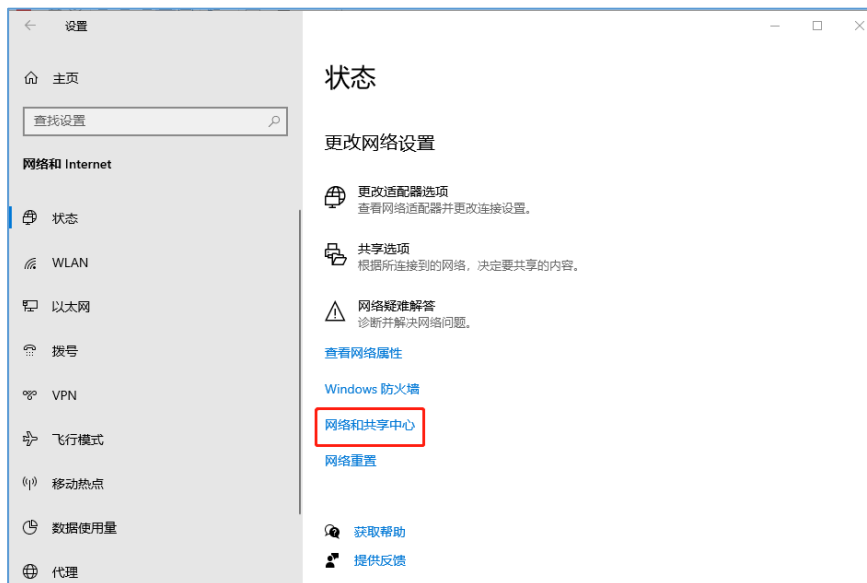 设置
主页
查找设置
网络和 Internet
状态
WLAN
以太网
拨号
VPN
飞行模式
移动热点
数据使用量
代理
状态
更改网络设置
更改适配器选项
查看网络适配器并更改连接设置。
共享选项
根据所连接到的网络，决定要共享的内容。
网络疑难解答
诊断并解决网络问题。
查看网络属性
Windows 防火墙
网络和共享中心
网络重置
获取帮助
提供反馈